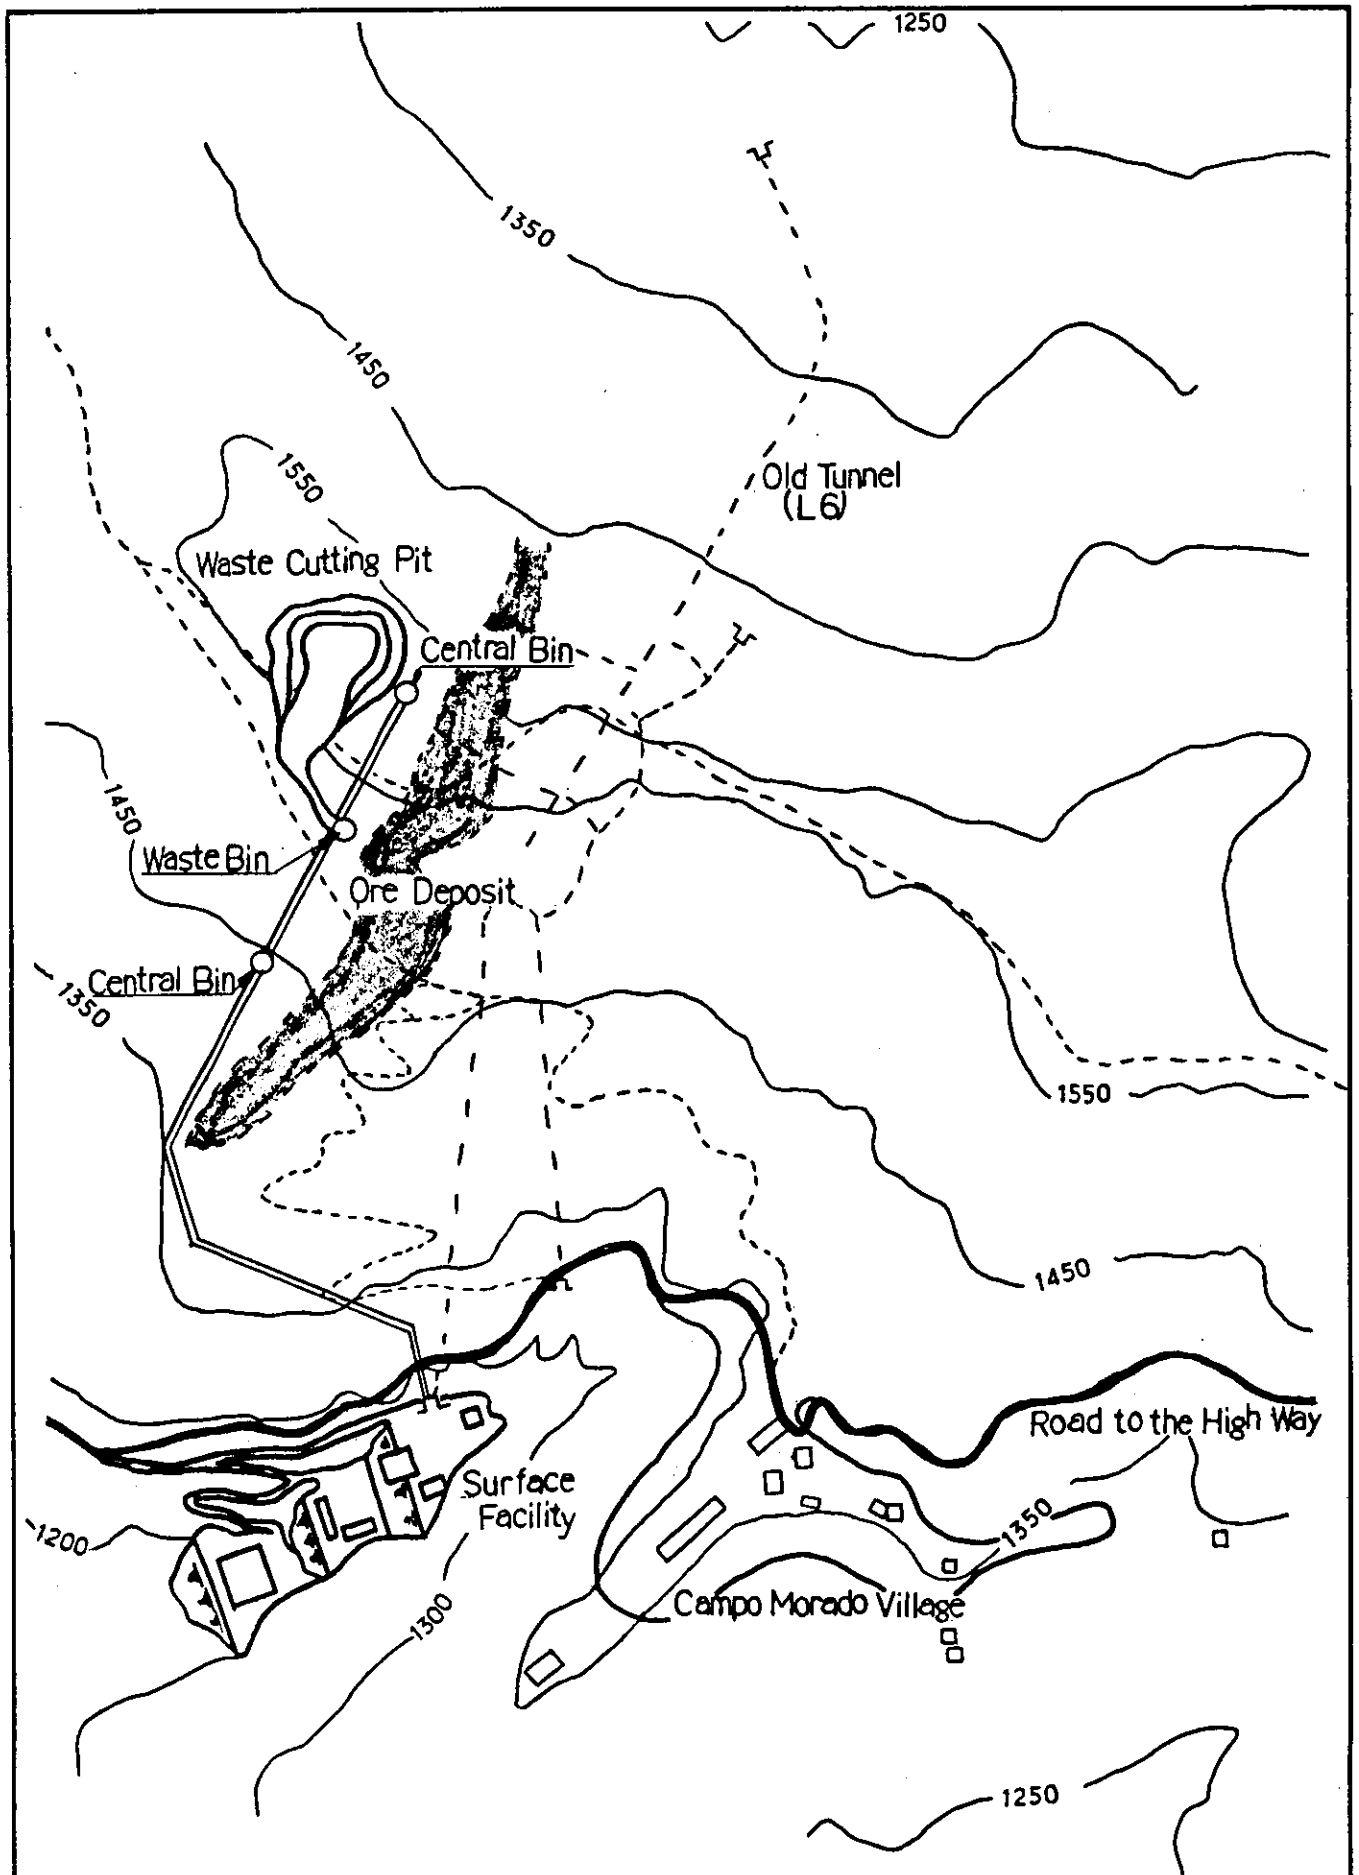 1250
1350
1450
Old Tunnel
(L6)
1550
Waste Cutting Pit
Central Bin
1450
Waste Bin
Ore Deposit
Central Bin
1350
1550
1450
Road to the High Way
Surface
Facility
1350
1200
Campo Morado Village
1300
1250